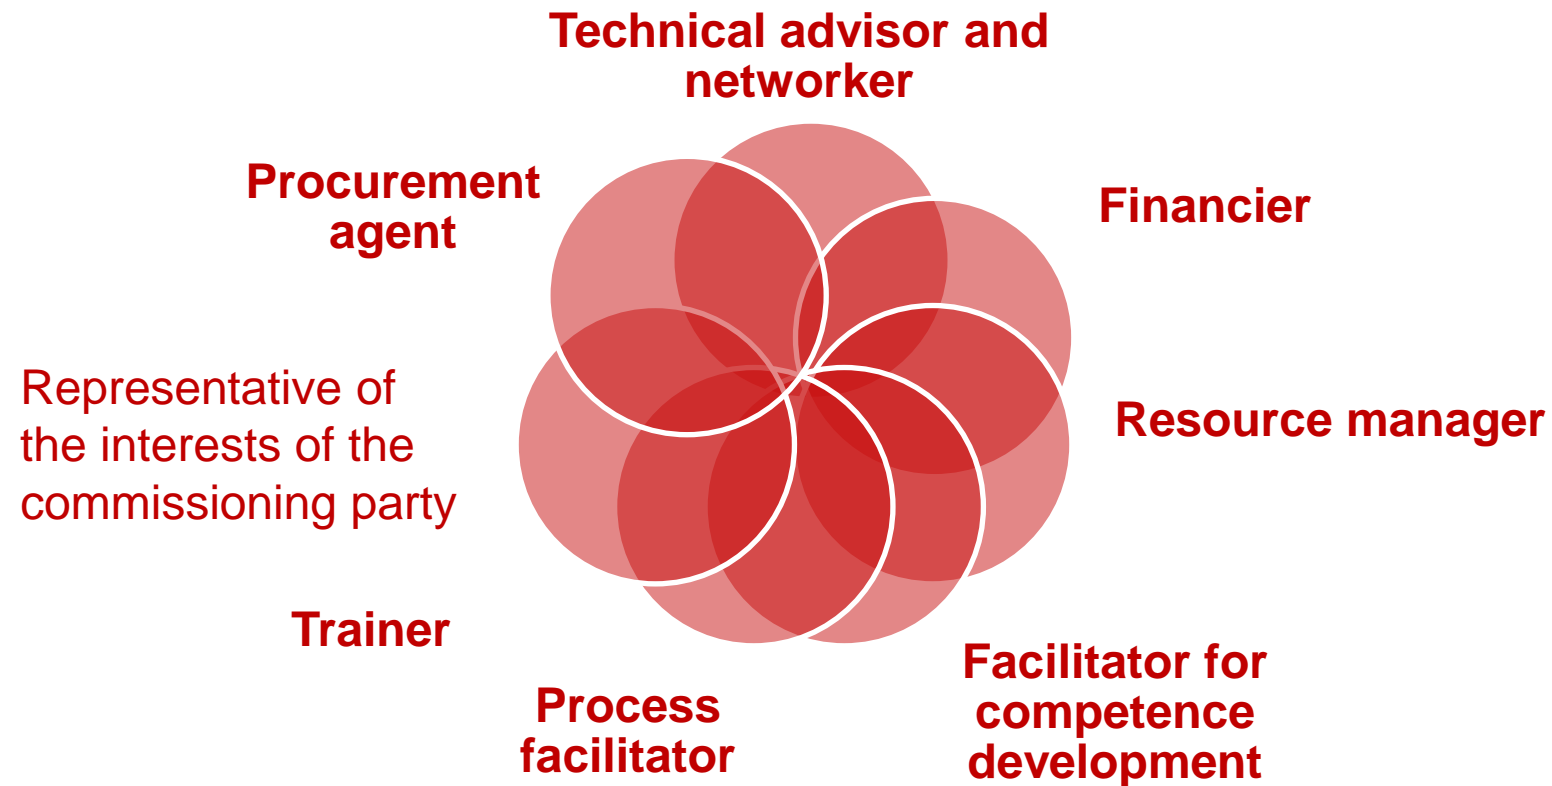 Technical advisor and
networker
Procurement
agent
Financier
Representative of
the interests of the
commissioning party
Resource manager
Trainer
Facilitator for
competence
development
Process
facilitator